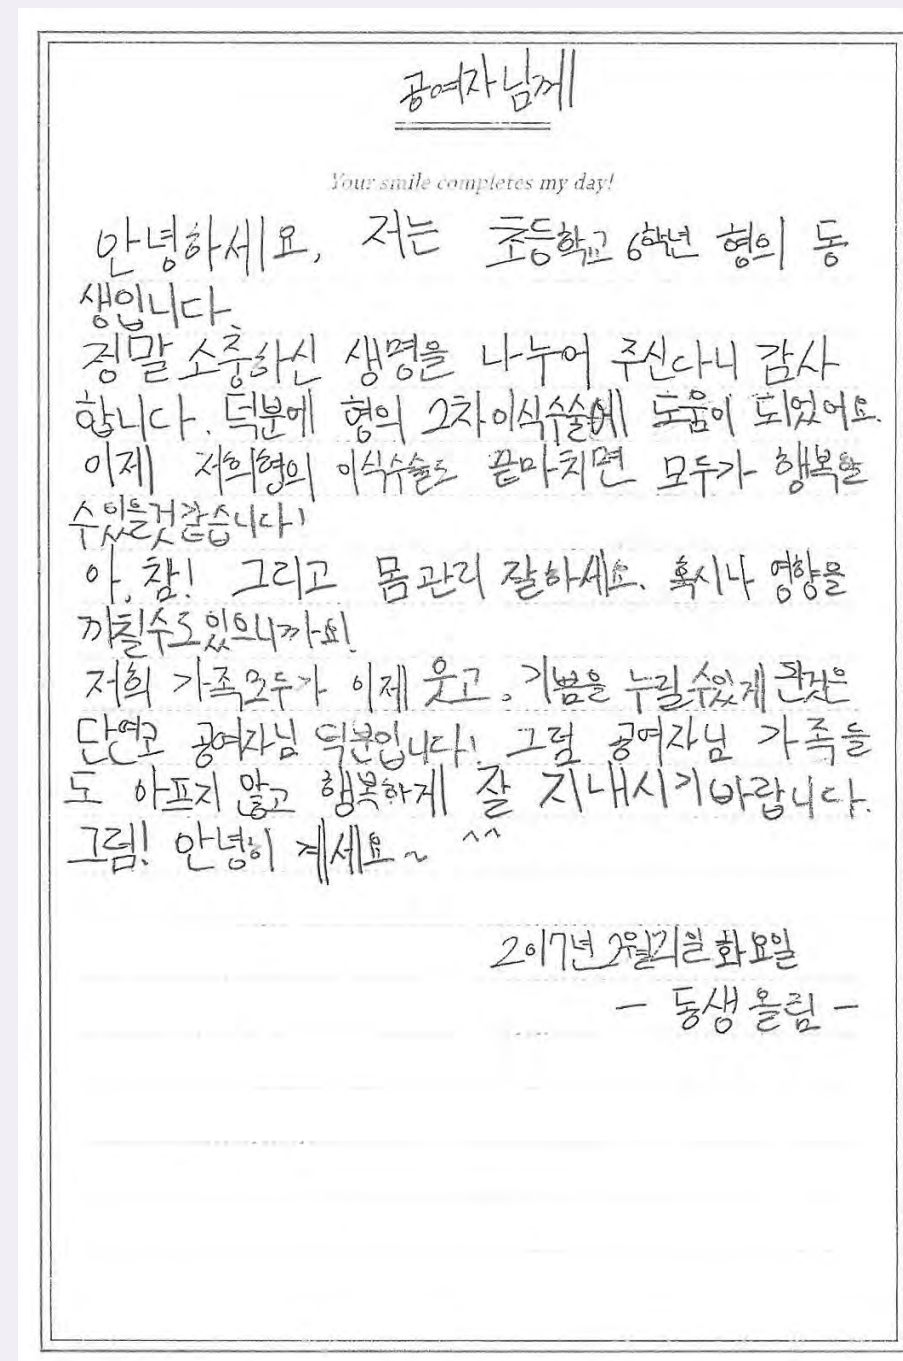 공여자님께
Your smile completes my day!
안녕하세요, 저는 초등학교 6학년 형의 동
생입니다.
정말 소중하신 생명을 나누어 주신다니 감사
합니다. 덕분에 형의 2차이식수술에 도움이 되었어요.
이제 저희형의 이식수술도 끝마치면 모두가 행복할
수있을것같습니다!
아, 참! 그리고 몸관리 잘하세요. 혹시나 영향을
끼칠수도있으니까요!
저희 가족모두가 이제 웃고, 기쁨을 누릴수있게 된것은
단연코 공여자님 덕분입니다! 그럼 공여자님 가족들
도 아프지 않고 행복하게 잘 지내시기바랍니다.
그럼! 안녕히 계세요~ ^^
2017년 2월21일 화요일
- 동생 올림 -